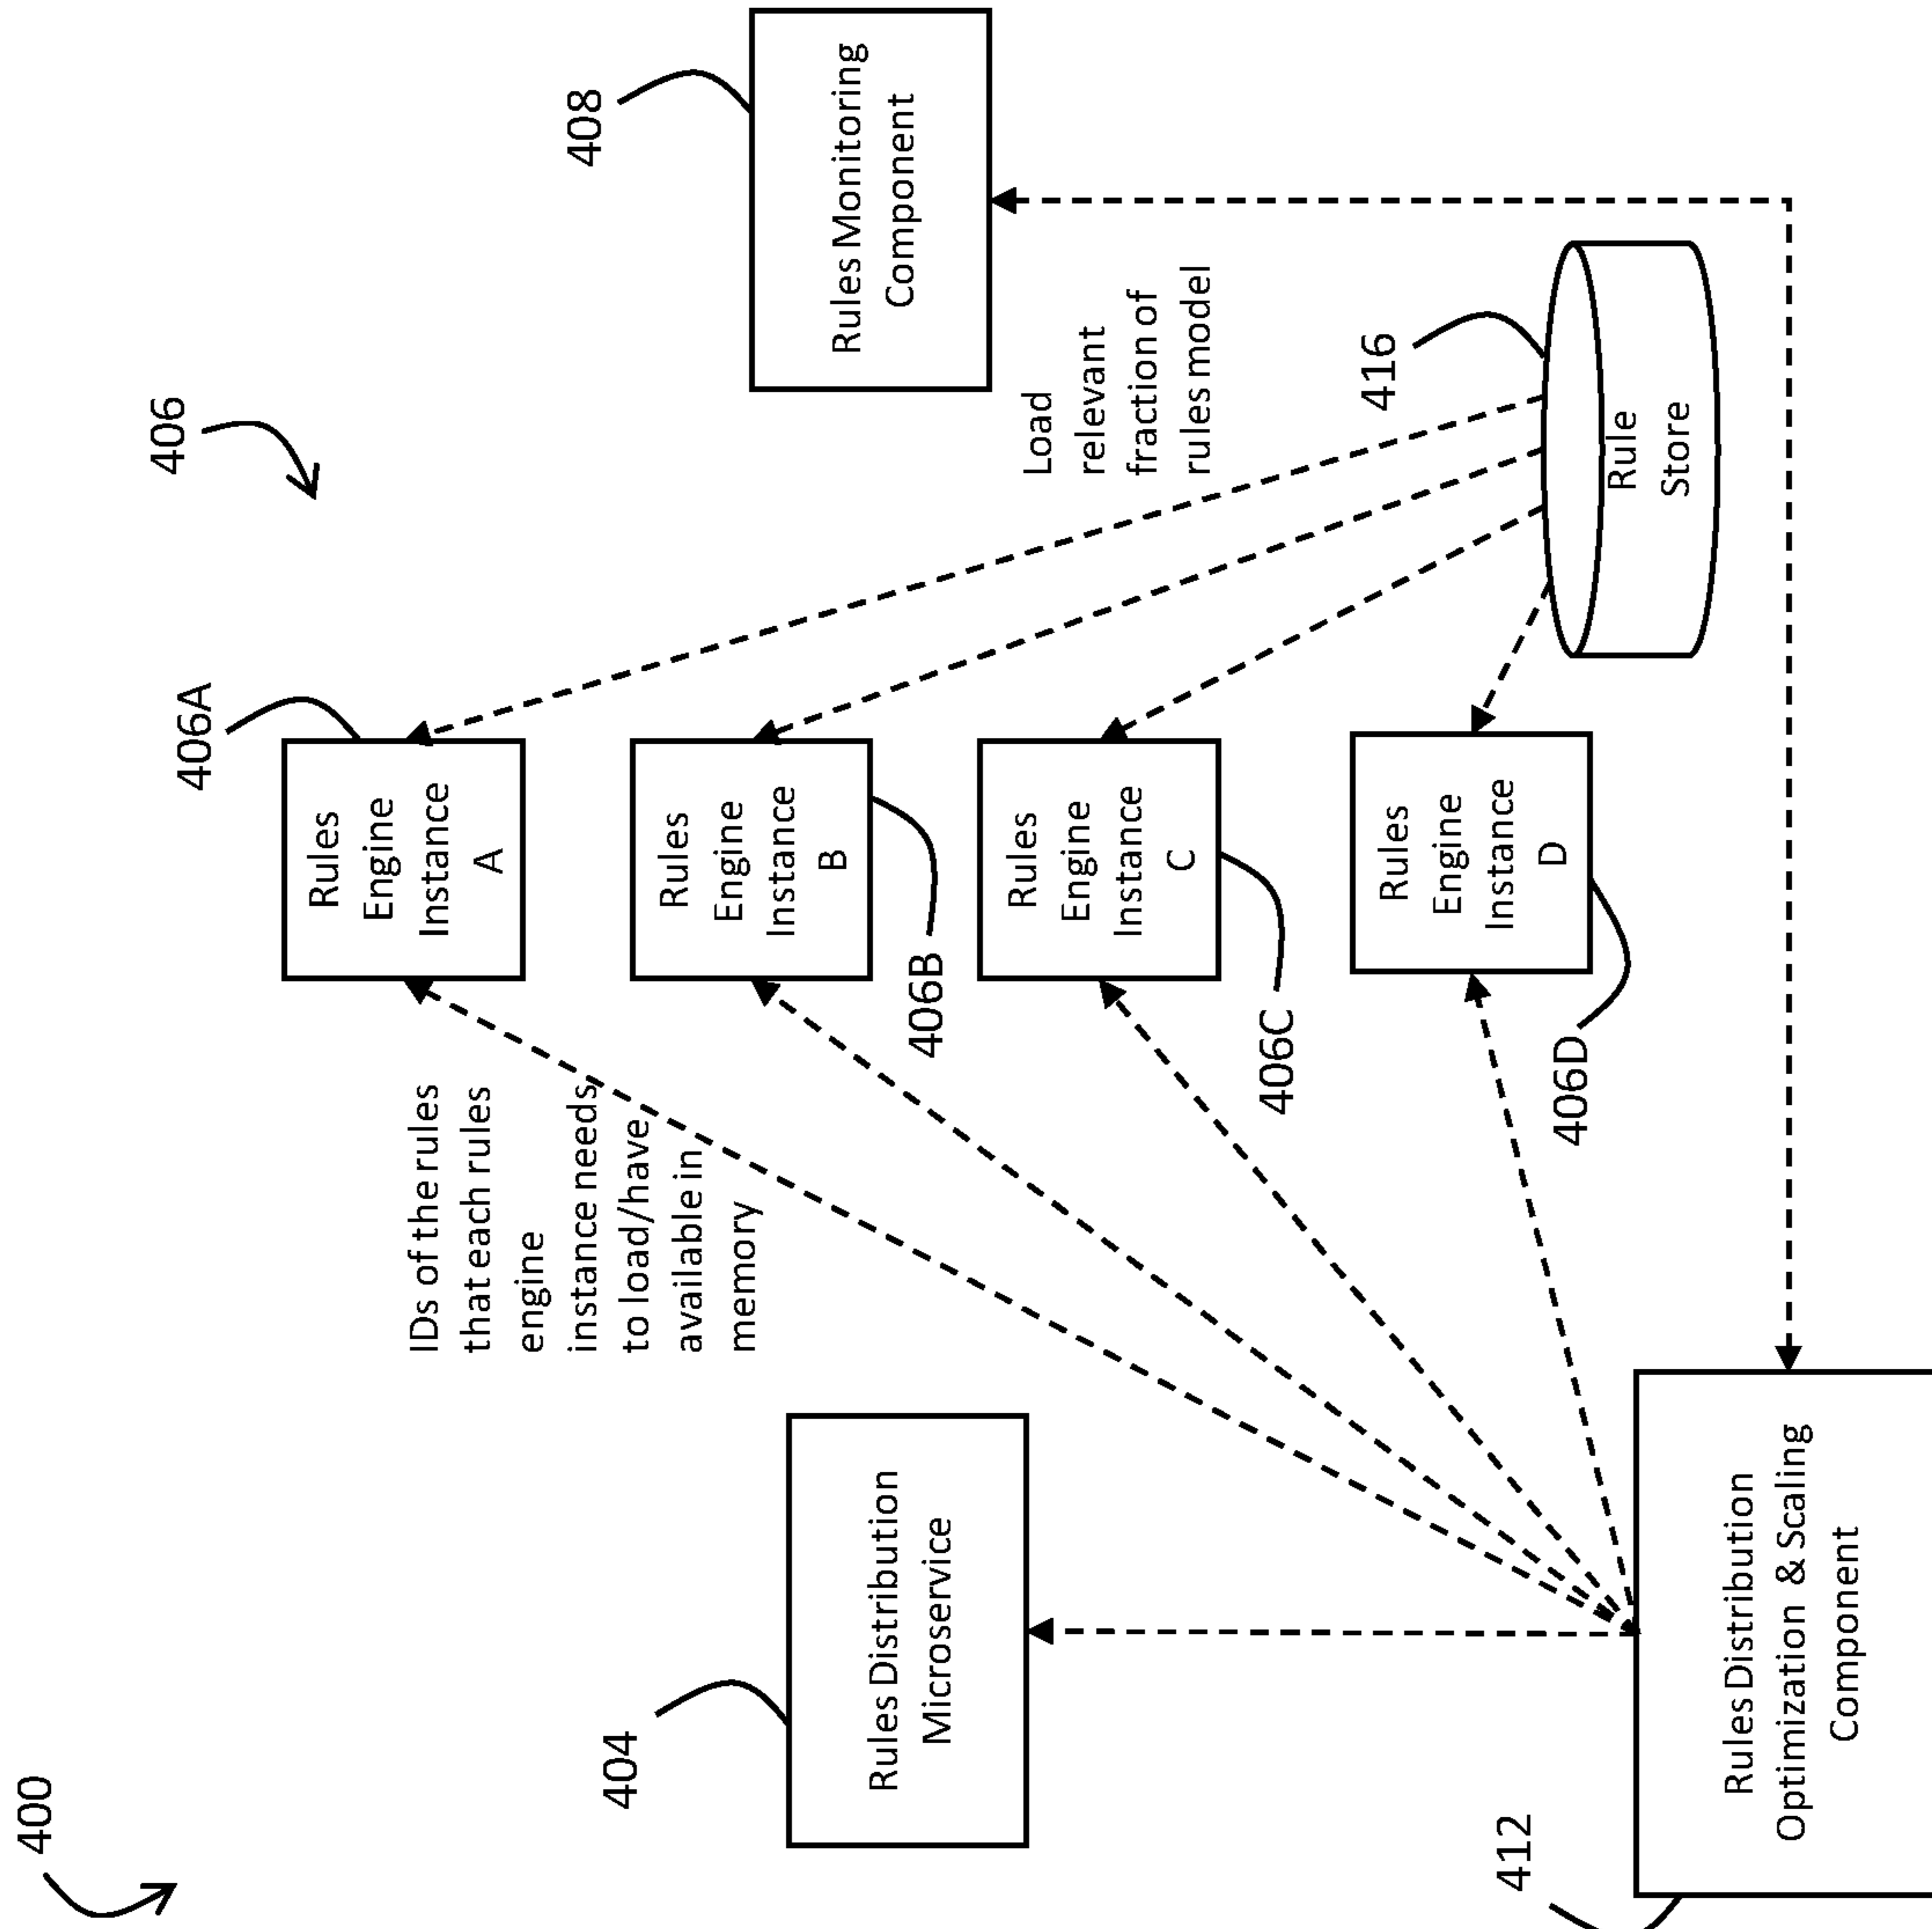 400
406
404
Rules Distribution
Microservice
IDs of the rules
that each rules
engine
instance needs
to load/have
available in
memory
406A
Rules
Engine
Instance
A
406B
Rules
Engine
Instance
B
406C
Rules
Engine
Instance
C
406D
Rules
Engine
Instance
D
408
Rules Monitoring
Component
Load
relevant
fraction of
rules model
416
Rule
Store
412
Rules Distribution
Optimization & Scaling
Component